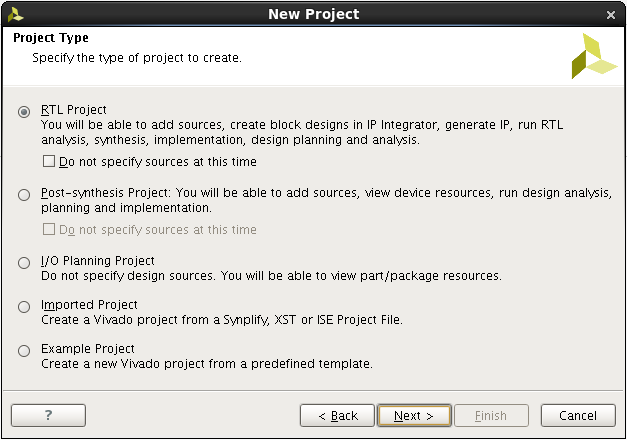 New Project
Project Type
Specify the type of project to create.
RTL Project
You will be able to add sources, create block designs in IP Integrator, generate IP, run RTL
analysis, synthesis, implementation, design planning and analysis.
Do not specify sources at this time
Post-synthesis Project: You will be able to add sources, view device resources, run design analysis,
planning and implementation.
Do not specify sources at this time
I/O Planning Project
Do not specify design sources. You will be able to view part/package resources.
Imported Project
Create a Vivado project from a Synplify, XST or ISE Project File.
Example Project
Create a new Vivado project from a predefined template.
? < Back Next > Finish Cancel